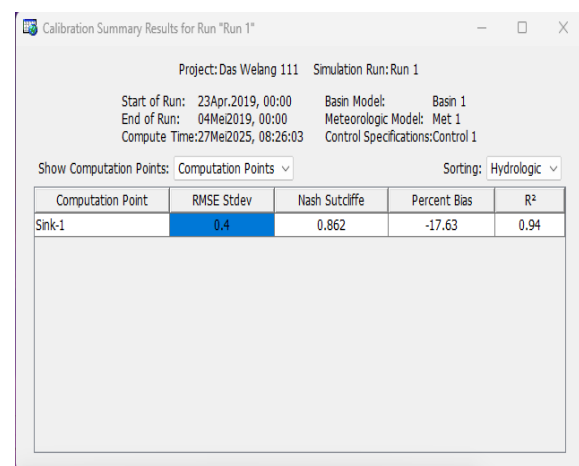 Calibration Summary Results for Run "Run 1"
Project: Das Welang 111 Simulation Run: Run 1
Start of Run: 23Apr.2019, 00:00 Basin Model: Basin 1
End of Run: 04Mei2019, 00:00 Meteorologic Model: Met 1
Compute Time:27Mei2025, 08:26:03 Control Specifications:Control 1
Show Computation Points: Computation Points Sorting: Hydrologic
Computation Point RMSE Stdev Nash Sutcliffe Percent Bias R²
Sink-1 0.4 0.862 -17.63 0.94